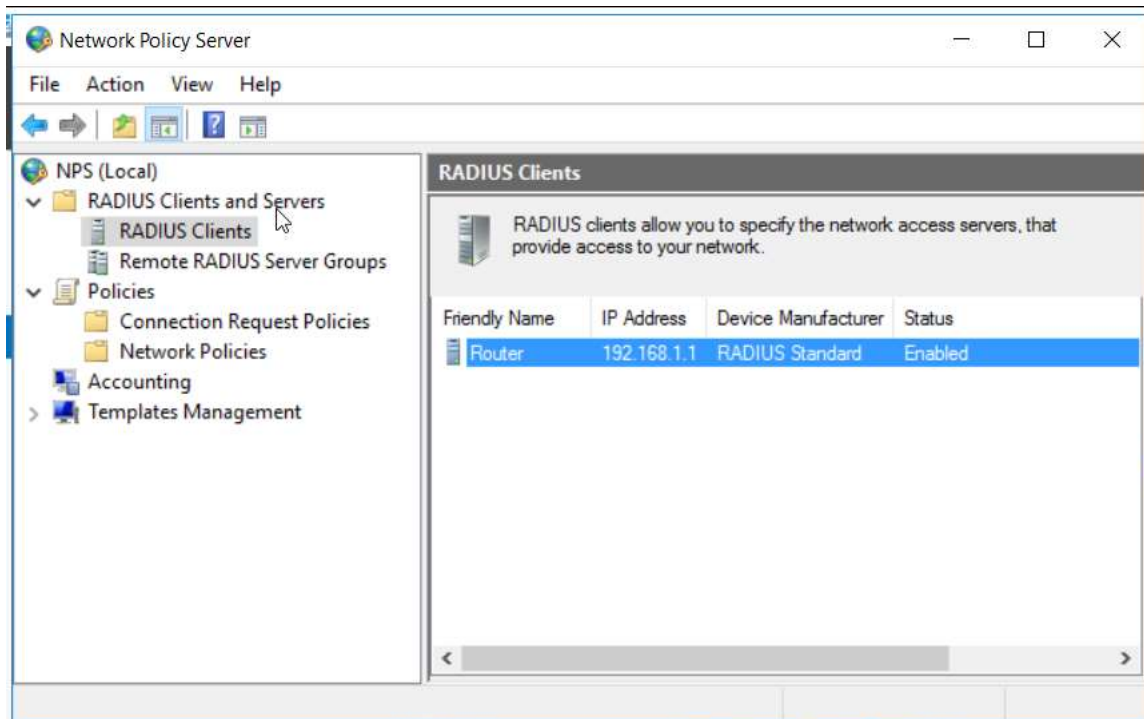 Network Policy Server
File Action View Help
NPS (Local)
RADIUS Clients and Servers
RADIUS Clients
Remote RADIUS Server Groups
Policies
Connection Request Policies
Network Policies
Accounting
Templates Management
RADIUS Clients
RADIUS clients allow you to specify the network access servers, that
provide access to your network.
Friendly Name IP Address Device Manufacturer Status
Router 192.168.1.1 RADIUS Standard Enabled